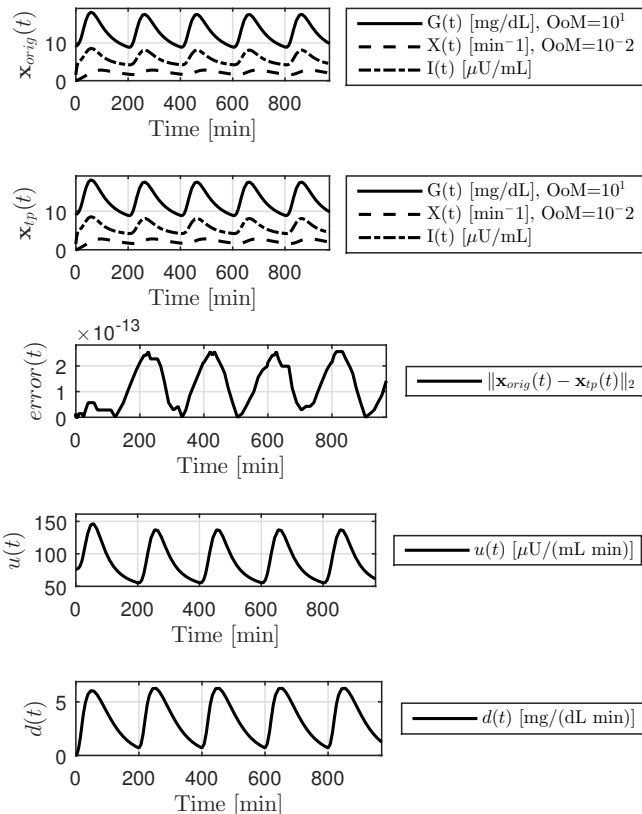 x_orig(t)
10
0
0 200 400 600 800
Time [min]
G(t) [mg/dL], OoM=10^1
X(t) [min^−1], OoM=10^−2
I(t) [μU/mL]
x_tp(t)
10
0
0 200 400 600 800
Time [min]
G(t) [mg/dL], OoM=10^1
X(t) [min^−1], OoM=10^−2
I(t) [μU/mL]
×10^-13
error(t)
2
1
0
0 200 400 600 800
Time [min]
‖x_orig(t) − x_tp(t)‖_2
u(t)
150
100
50
0 200 400 600 800
Time [min]
u(t) [μU/(mL min)]
d(t)
5
0
0 200 400 600 800
Time [min]
d(t) [mg/(dL min)]